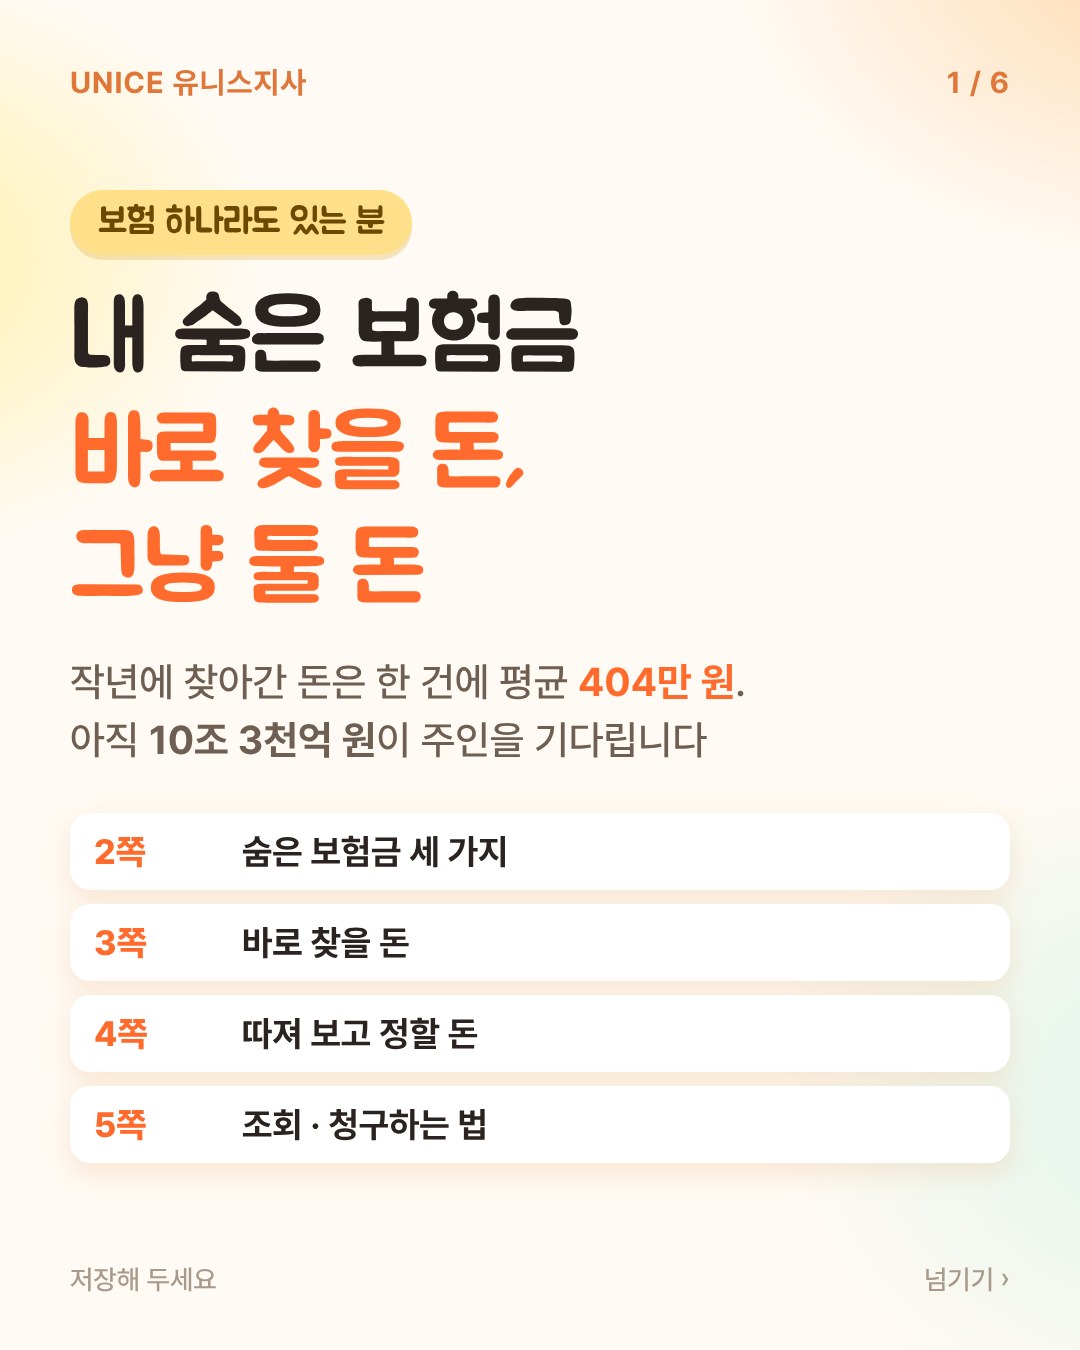 UNICE 유니스지사
1 / 6
보험 하나라도 있는 분
내 숨은 보험금
바로 찾을 돈,
그냥 둘 돈
작년에 찾아간 돈은 한 건에 평균 404만 원.
아직 10조 3천억 원이 주인을 기다립니다
2쪽 숨은 보험금 세 가지
3쪽 바로 찾을 돈
4쪽 따져 보고 정할 돈
5쪽 조회 · 청구하는 법
저장해 두세요
넘기기 ›